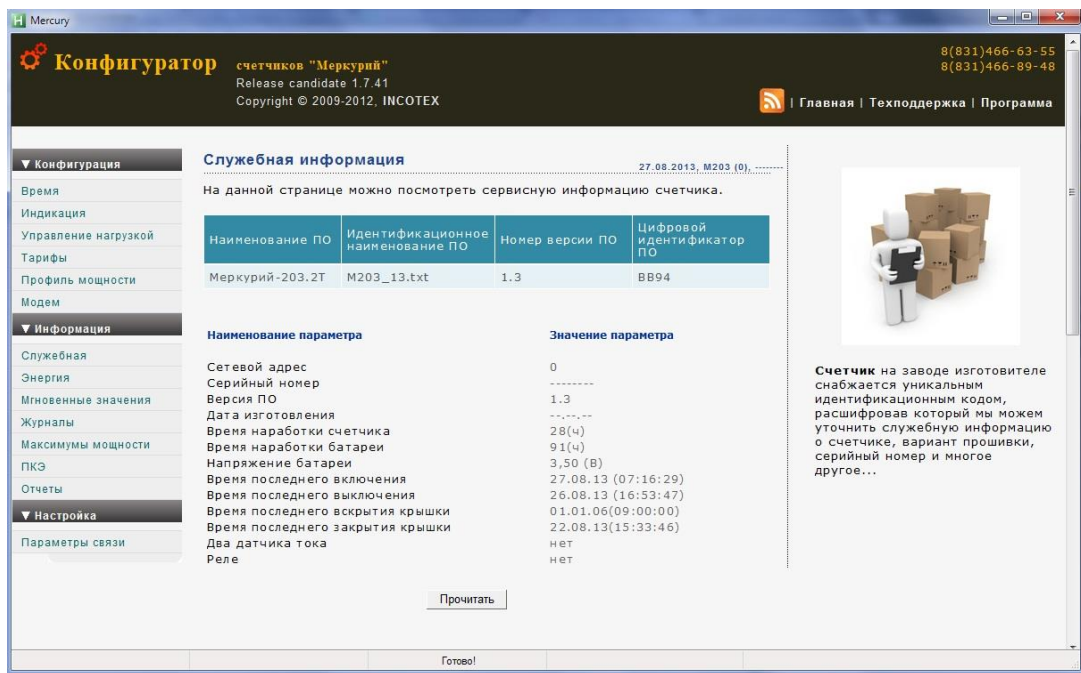 Mercury
Конфигуратор счетчиков "Меркурий"
Release candidate 1.7.41
Copyright © 2009-2012, INCOTEX
8(831)466-63-55
8(831)466-89-48
| Главная | Техподдержка | Программа
▼ Конфигурация
Время
Индикация
Управление нагрузкой
Тарифы
Профиль мощности
Модем
▼ Информация
Служебная
Энергия
Мгновенные значения
Журналы
Максимумы мощности
ПКЭ
Отчеты
▼ Настройка
Параметры связи
Служебная информация
27.08.2013, M203 (0), -------
На данной странице можно посмотреть сервисную информацию счетчика.
Наименование ПО Идентификационное наименование ПО Номер версии ПО Цифровой идентификатор ПО
Меркурий-203.2Т M203_13.txt 1.3 BB94
Наименование параметра Значение параметра
Сетевой адрес 0
Серийный номер --------
Версия ПО 1.3
Дата изготовления --.--.--
Время наработки счетчика 28(ч)
Время наработки батареи 91(ч)
Напряжение батареи 3,50 (В)
Время последнего включения 27.08.13 (07:16:29)
Время последнего выключения 26.08.13 (16:53:47)
Время последнего вскрытия крышки 01.01.06(09:00:00)
Время последнего закрытия крышки 22.08.13(15:33:46)
Два датчика тока нет
Реле нет
Прочитать
Счетчик на заводе изготовителе
снабжается уникальным
идентификационным кодом,
расшифровав который мы можем
уточнить служебную информацию
о счетчике, вариант прошивки,
серийный номер и многое
другое...
Готово!